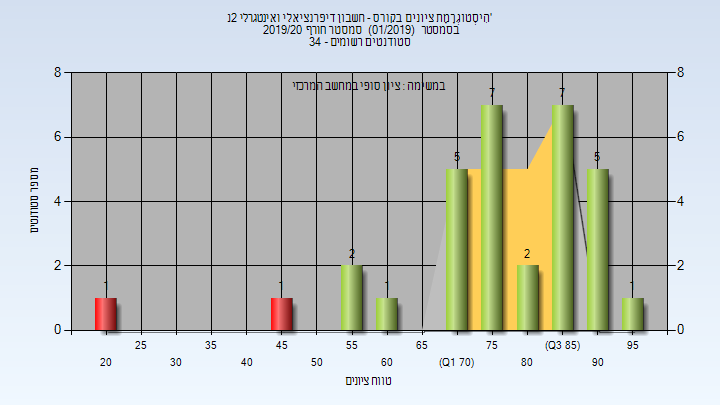 היסטוגרמת ציונים בקורס - חשבון דיפרנציאלי ואינטגרלי 2נ'
בסמסטר (01/2019) סמסטר חורף 2019/20
סטודנטים רשומים - 34
במשימה : ציון סופי במחשב המרכזי
מספר סטודנטים
8 8
6 6
4 4
2 2
0 0
1 1 2 1 5 7 2 7 5 1
25 35 45 55 65 75 (Q3 85) 95
20 30 40 50 60 (Q1 70) 80 90
טווח ציונים